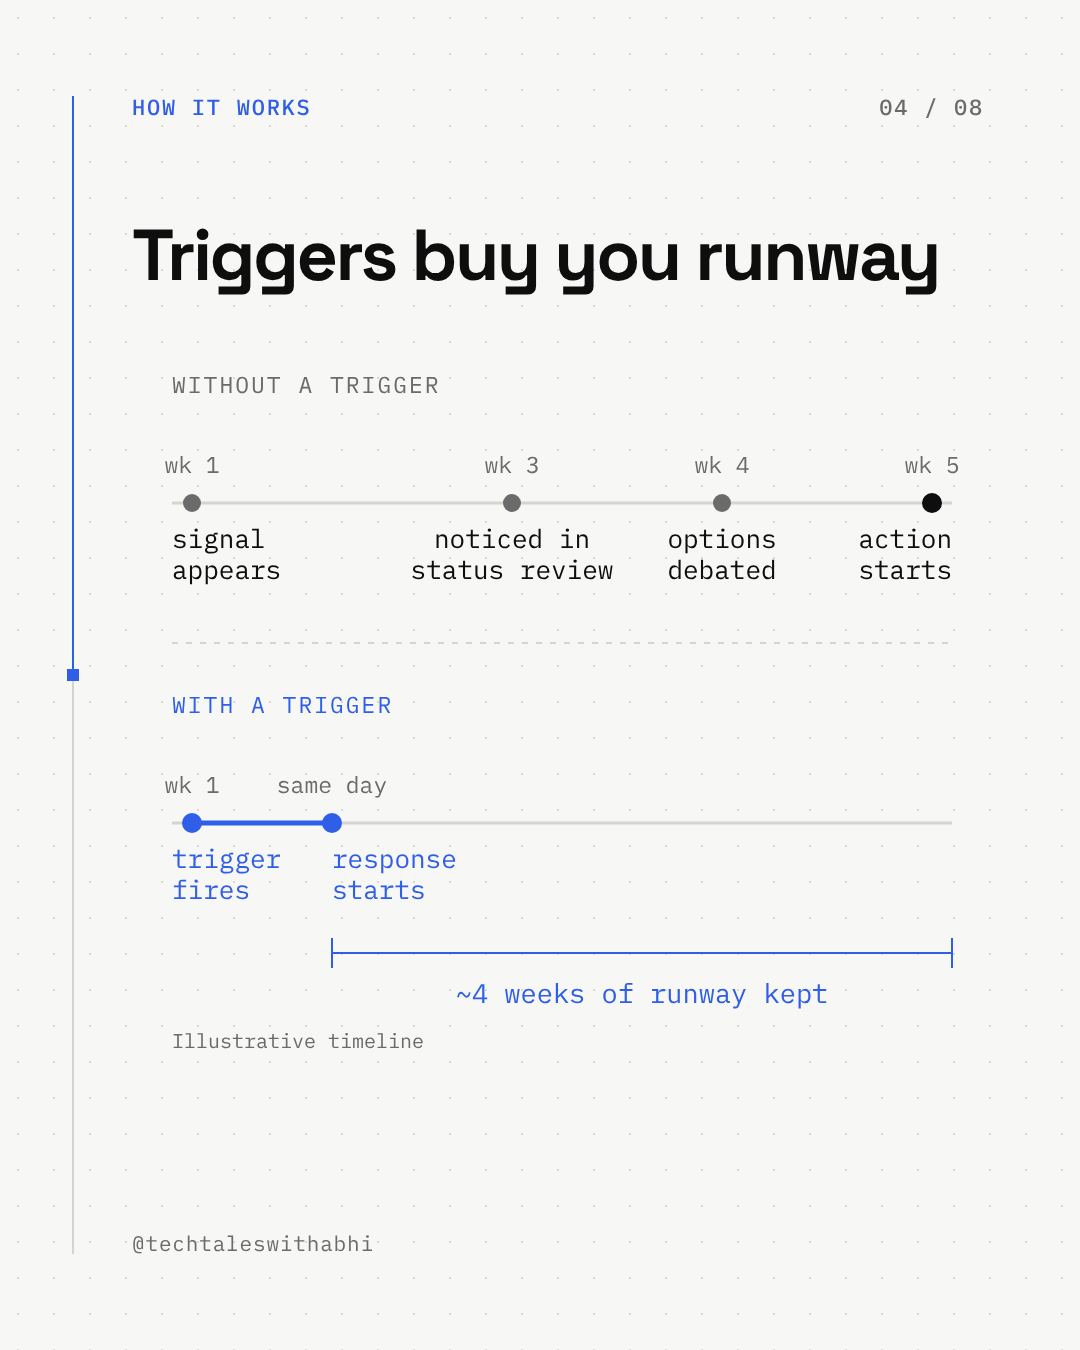 HOW IT WORKS
04 / 08
Triggers buy you runway
WITHOUT A TRIGGER
wk 1
wk 3
wk 4
wk 5
signal
appears
noticed in
status review
options
debated
action
starts
WITH A TRIGGER
wk 1
same day
trigger
fires
response
starts
~4 weeks of runway kept
Illustrative timeline
@techtaleswithabhi